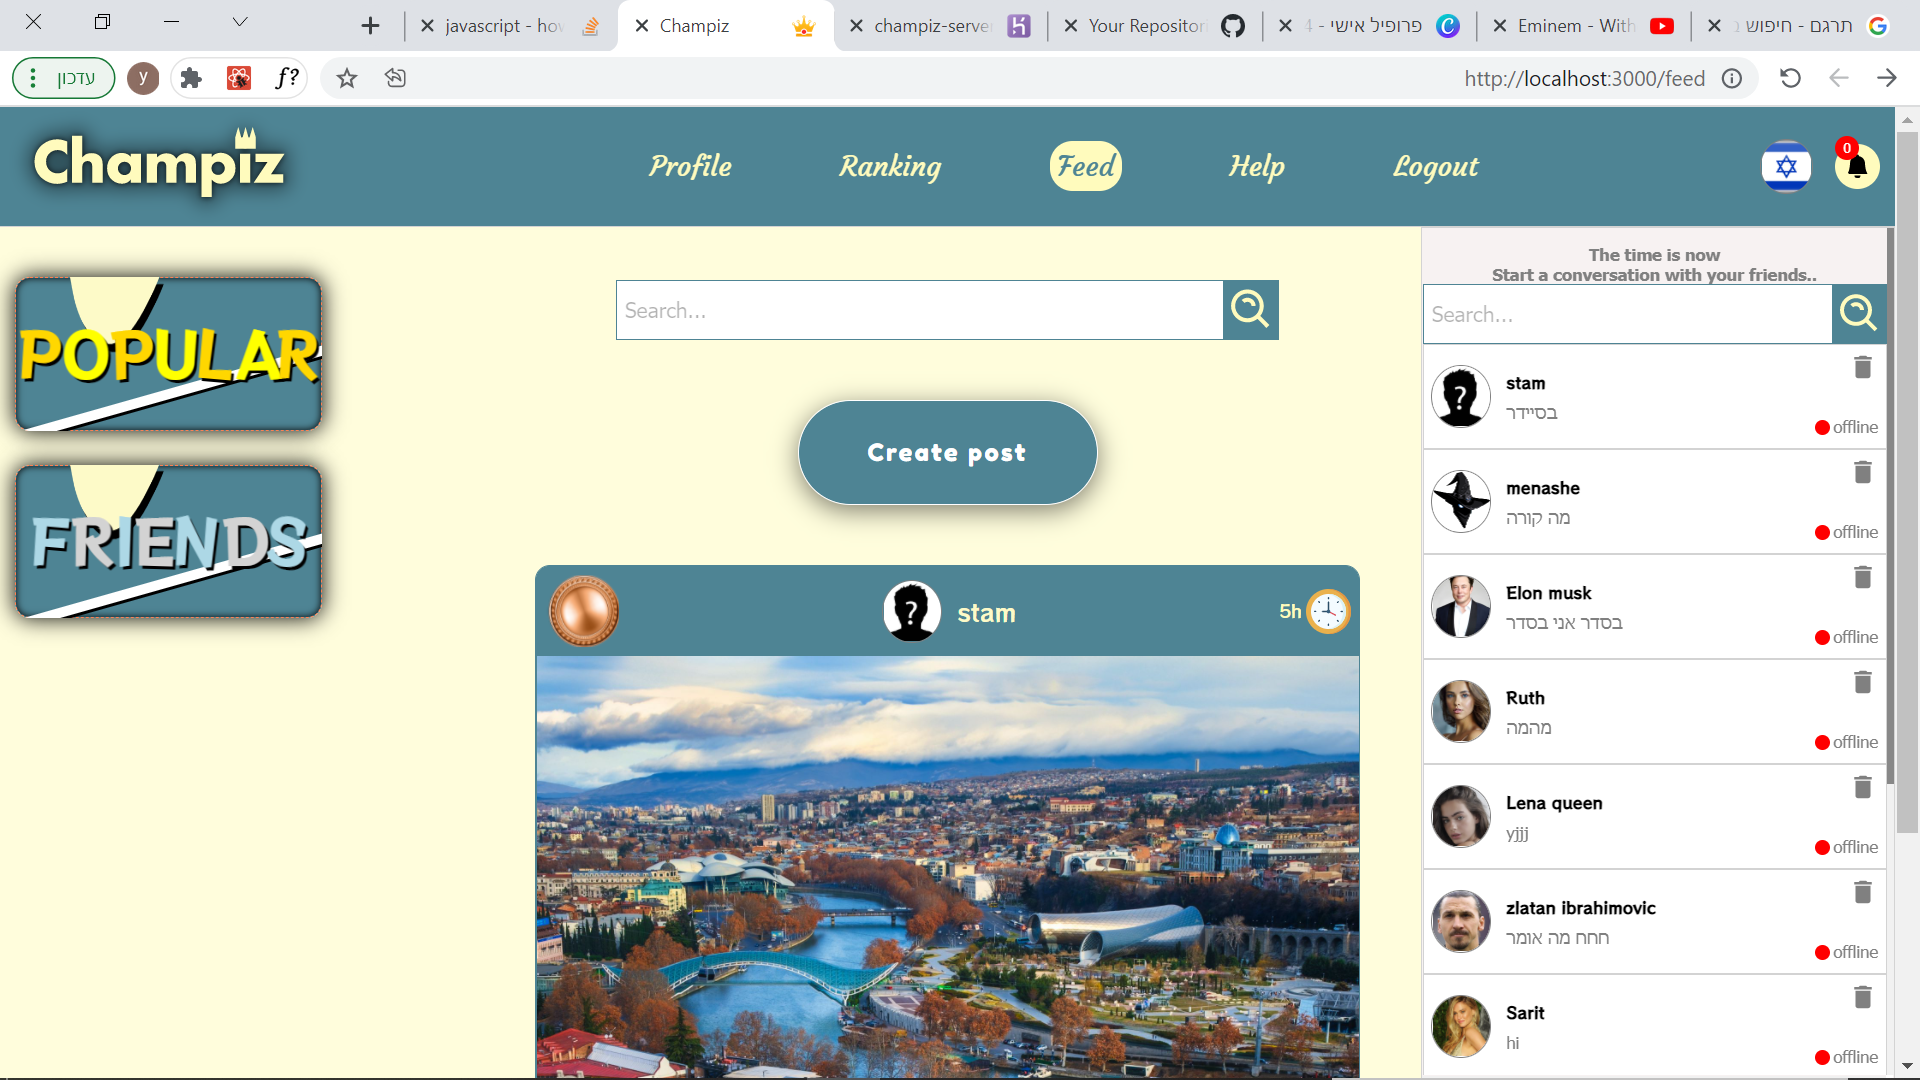 javascript - how
Champiz
champiz-server
Your Repositor
פרופיל אישי - 4
Eminem - With
תרגם - חיפוש ב
עדכון
y
f?
http://localhost:3000/feed
Champiz
Profile
Ranking
Feed
Help
Logout
0
POPULAR
FRIENDS
Search...
Create post
stam
5h
The time is now
Start a conversation with your friends..
Search...
stam
בסיידר
offline
menashe
מה קורה
offline
Elon musk
בסדר אני בסדר
offline
Ruth
מהמה
offline
Lena queen
yjjj
offline
zlatan ibrahimovic
חחח מה אומר
offline
Sarit
hi
offline